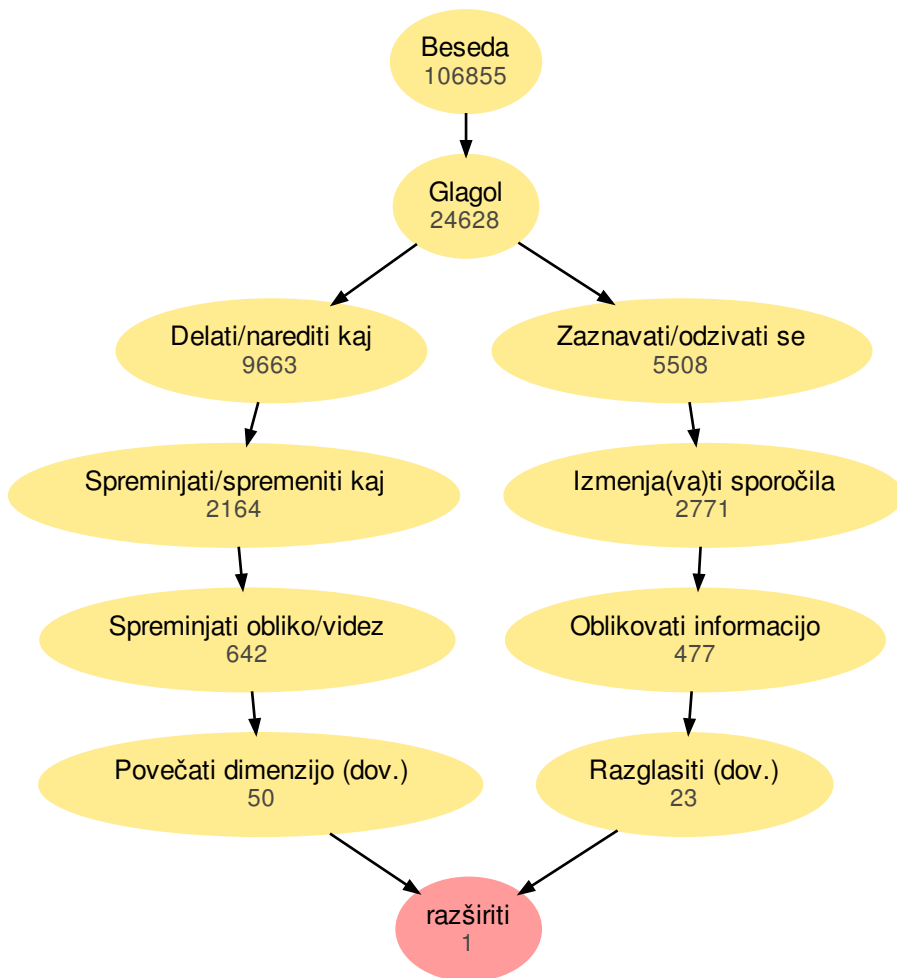 Beseda
106855
Glagol
24628
Delati/narediti kaj
9663
Zaznavati/odzivati se
5508
Spreminjati/spremeniti kaj
2164
Izmenja(va)ti sporočila
2771
Spreminjati obliko/videz
642
Oblikovati informacijo
477
Povečati dimenzijo (dov.)
50
Razglasiti (dov.)
23
razširiti
1